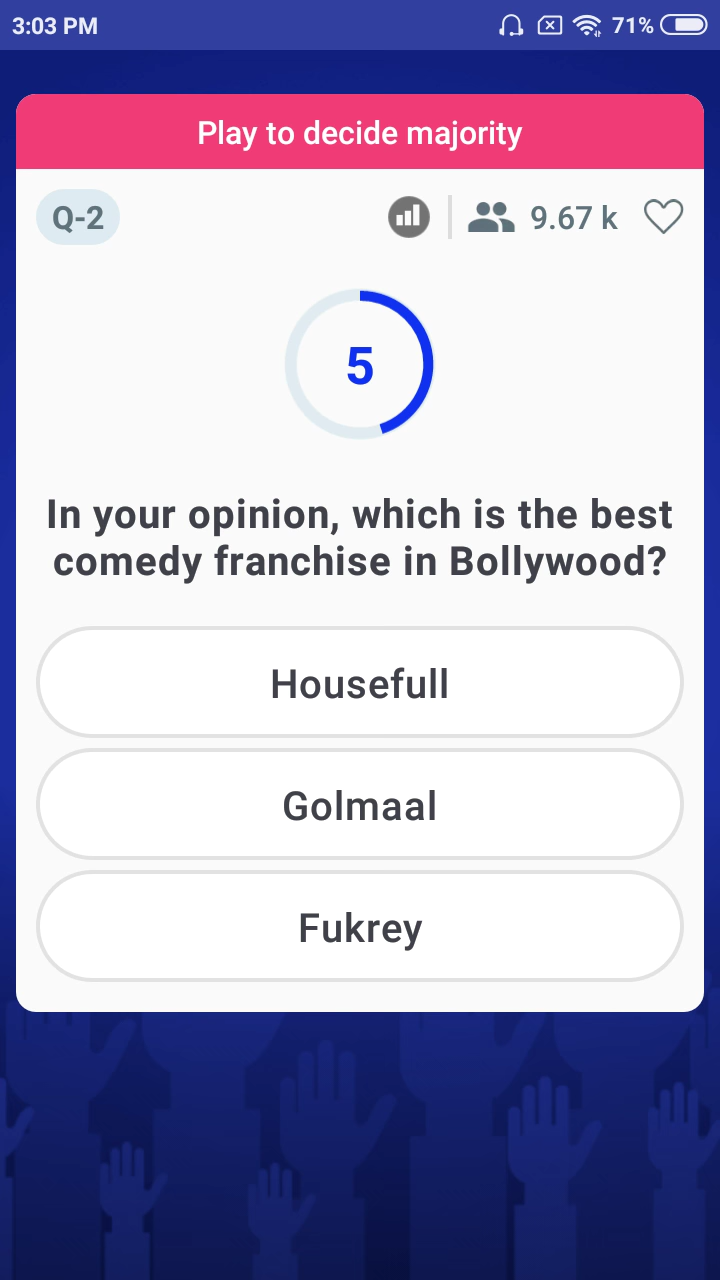 3:03 PM 71%
Play to decide majority
Q-2 9.67 k
5
In your opinion, which is the best
comedy franchise in Bollywood?
Housefull
Golmaal
Fukrey